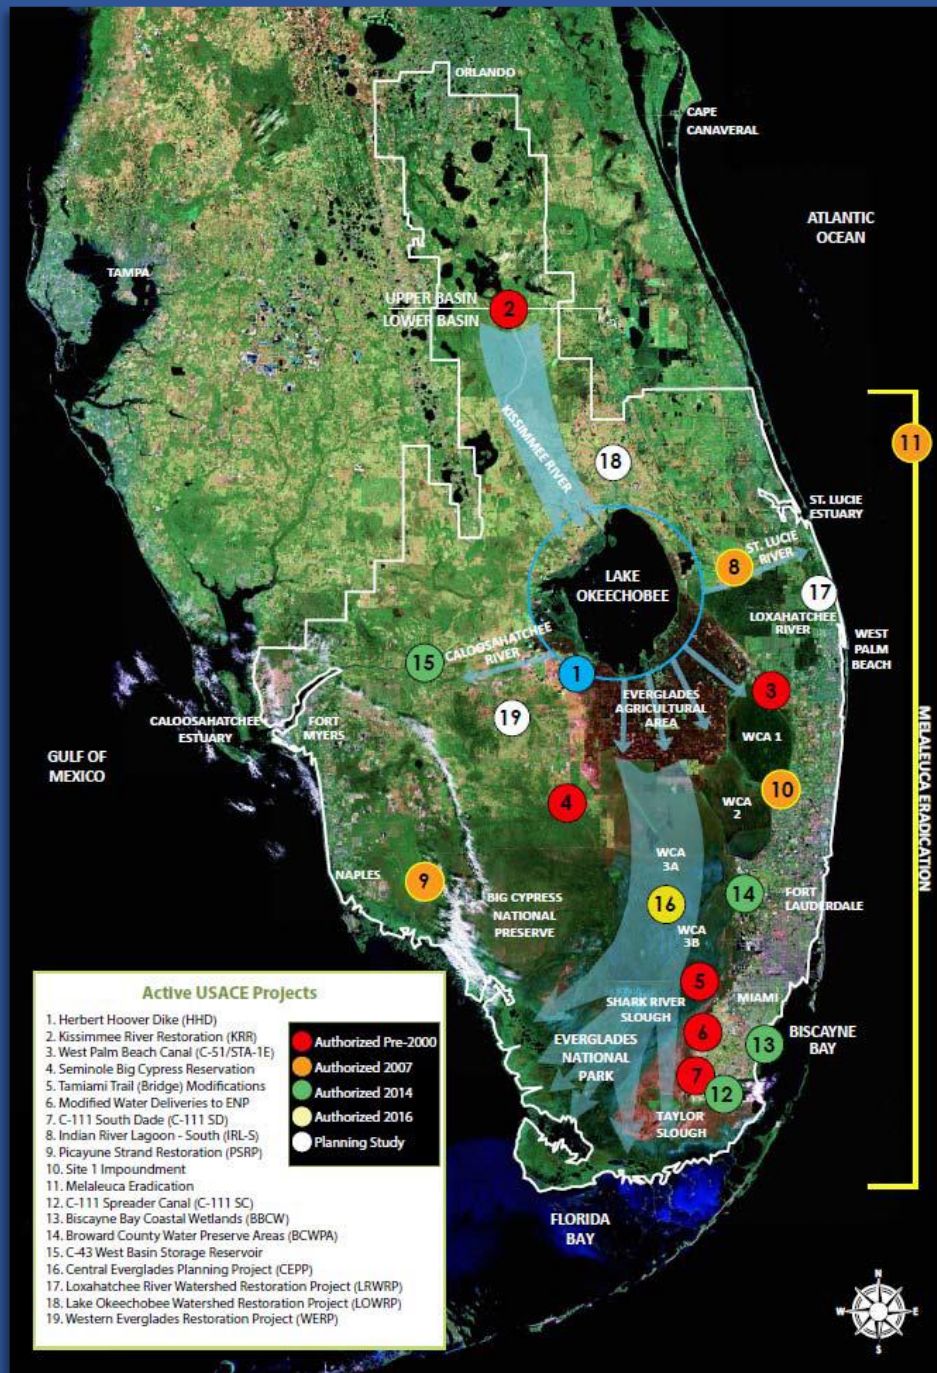 ORLANDO
CAPE
CANAVERAL
ATLANTIC
OCEAN
TAMPA
UPPER BASIN
LOWER BASIN
2
KISSIMMEE RIVER
18
11
ST. LUCIE
ESTUARY
ST. LUCIE
RIVER
8
LAKE
OKEECHOBEE
17
LOXAHATCHEE
RIVER
WEST
PALM
BEACH
CALOOSAHATCHEE
RIVER
15
1
3
EVERGLADES
AGRICULTURAL
AREA
19
CALOOSAHATCHEE
ESTUARY
FORT
MYERS
WCA 1
GULF OF
MEXICO
MELALEUCA ERADICATION
4
10
WCA
2
WCA
3A
NAPLES
9
BIG CYPRESS
NATIONAL
PRESERVE
16
14
FORT
LAUDERDALE
WCA
3B
5
SHARK RIVER
SLOUGH
MIAMI
6
BISCAYNE
BAY
13
EVERGLADES
NATIONAL
PARK
7
12
TAYLOR
SLOUGH
FLORIDA
BAY
Active USACE Projects
1. Herbert Hoover Dike (HHD)
2. Kissimmee River Restoration (KRR)
3. West Palm Beach Canal (C-51/STA-1E)
4. Seminole Big Cypress Reservation
5. Tamiami Trail (Bridge) Modifications
6. Modified Water Deliveries to ENP
7. C-111 South Dade (C-111 SD)
8. Indian River Lagoon - South (IRL-S)
9. Picayune Strand Restoration (PSRP)
10. Site 1 Impoundment
11. Melaleuca Eradication
12. C-111 Spreader Canal (C-111 SC)
13. Biscayne Bay Coastal Wetlands (BBCW)
14. Broward County Water Preserve Areas (BCWPA)
15. C-43 West Basin Storage Reservoir
16. Central Everglades Planning Project (CEPP)
17. Loxahatchee River Watershed Restoration Project (LRWRP)
18. Lake Okeechobee Watershed Restoration Project (LOWRP)
19. Western Everglades Restoration Project (WERP)
Authorized Pre-2000
Authorized 2007
Authorized 2014
Authorized 2016
Planning Study
N
W
E
S